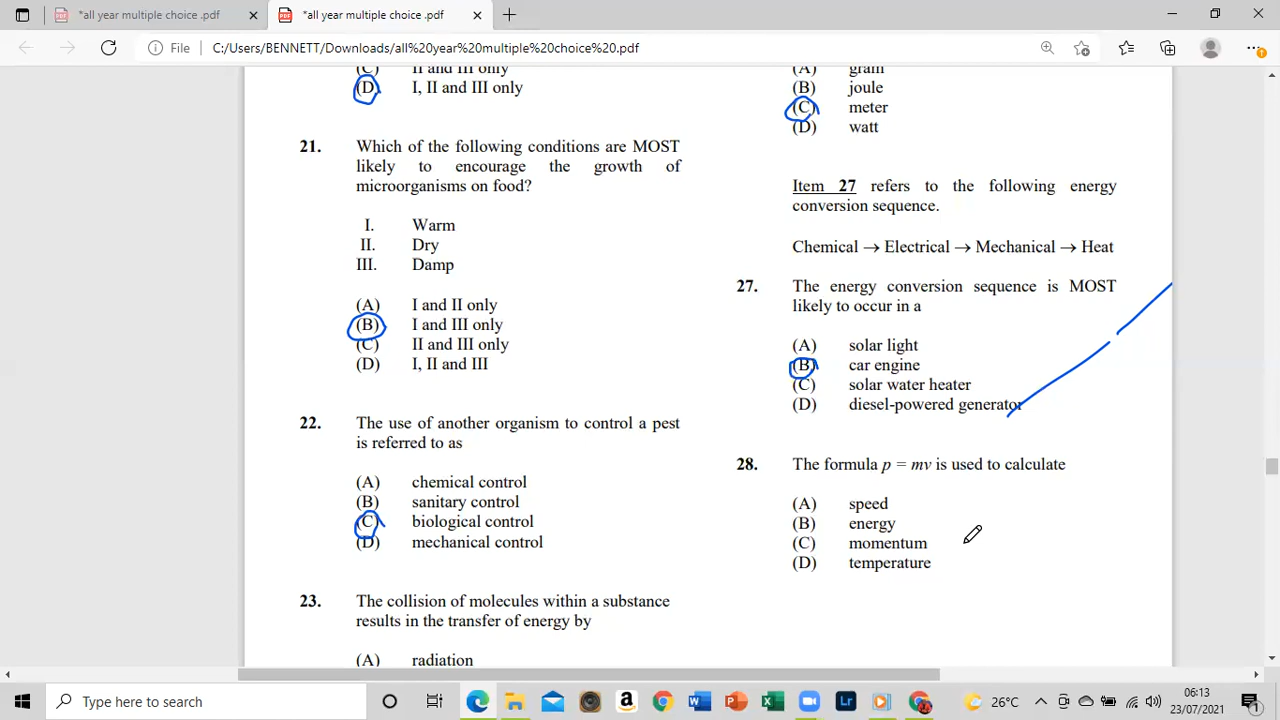 *all year multiple choice .pdf
*all year multiple choice .pdf
File
C:/Users/BENNETT/Downloads/all%20year%20multiple%20choice%20.pdf
(C) II and III only
(D) I, II and III only
21. Which of the following conditions are MOST
likely to encourage the growth of
microorganisms on food?
I. Warm
II. Dry
III. Damp
(A) I and II only
(B) I and III only
(C) II and III only
(D) I, II and III
22. The use of another organism to control a pest
is referred to as
(A) chemical control
(B) sanitary control
(C) biological control
(D) mechanical control
23. The collision of molecules within a substance
results in the transfer of energy by
(A) radiation
(A) gram
(B) joule
(C) meter
(D) watt
Item 27 refers to the following energy
conversion sequence.
Chemical → Electrical → Mechanical → Heat
27. The energy conversion sequence is MOST
likely to occur in a
(A) solar light
(B) car engine
(C) solar water heater
(D) diesel-powered generator
28. The formula p = mv is used to calculate
(A) speed
(B) energy
(C) momentum
(D) temperature
Type here to search
26°C
06:13
23/07/2021